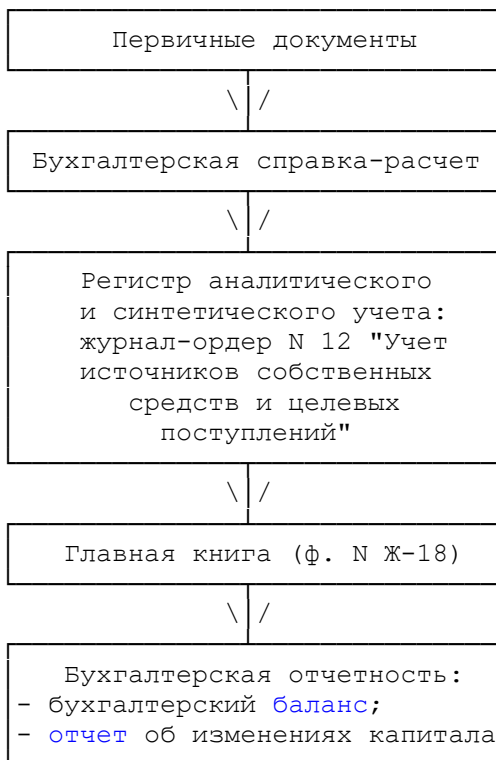 Первичные документы
Бухгалтерская справка-расчет
Регистр аналитического
и синтетического учета:
журнал-ордер N 12 "Учет
источников собственных
средств и целевых
поступлений"
Главная книга (ф. N Ж-18)
Бухгалтерская отчетность:
- бухгалтерский баланс;
- отчет об изменениях капитала